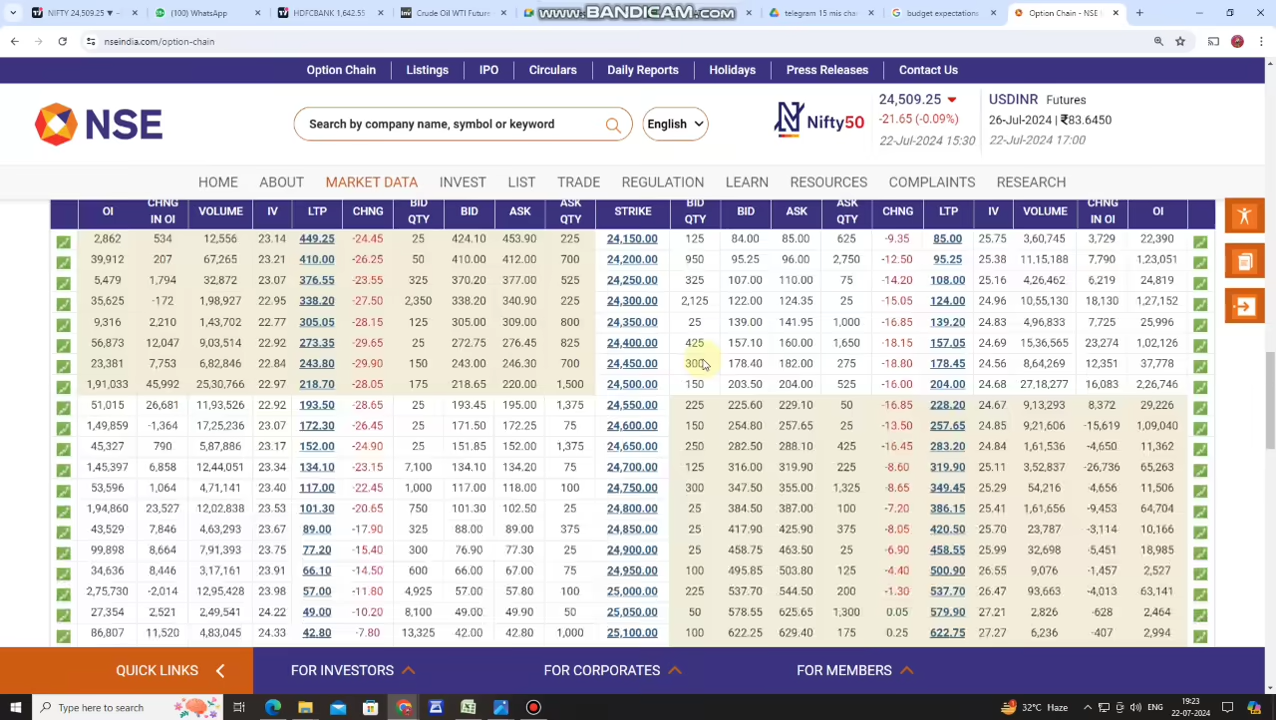 NIFTY 24,509.25
(100) WhatsApp
HDFCBANK 1,642.55
Crude Oil WTI Future
www.BANDICAM.com
telegram ms
budget expectations
nseindia.com/option-chain
Option Chain Listings IPO Circulars Daily Reports Holidays Press Releases Contact Us
NSE
Search by company name, symbol or keyword
English
Nifty50
24,509.25
-21.65 (-0.09%)
22-Jul-2024 15:30
USDINR Futures
26-Jul-2024 | ₹83.6450
22-Jul-2024 17:00
HOME ABOUT MARKET DATA INVEST LIST TRADE REGULATION LEARN RESOURCES COMPLAINTS RESEARCH
OI CHNG IN OI VOLUME IV LTP CHNG BID QTY BID ASK ASK QTY STRIKE BID QTY BID ASK ASK QTY CHNG LTP IV VOLUME CHNG IN OI OI
2,862 534 12,556 23.14 449.25 -24.45 25 424.10 453.90 225 24,150.00 125 84.00 85.00 625 -9.35 85.00 25.75 3,60,745 3,729 22,390
39,912 207 67,265 23.21 410.00 -26.25 50 410.00 412.00 700 24,200.00 950 95.25 96.00 2,750 -12.50 95.25 25.38 11,15,188 7,790 1,23,051
5,479 1,794 32,872 23.07 376.55 -23.55 325 370.20 377.00 525 24,250.00 325 107.00 110.00 75 -14.20 108.00 25.16 4,26,462 6,219 24,819
35,625 -172 1,98,927 22.95 338.20 -27.50 2,350 338.20 340.90 225 24,300.00 2,125 122.00 124.35 25 -15.05 124.00 24.96 10,55,130 18,130 1,27,152
9,316 2,210 1,43,702 22.77 305.05 -28.15 125 305.00 309.00 800 24,350.00 25 139.00 141.95 1,000 -16.85 139.20 24.83 4,96,833 7,725 25,996
56,873 12,047 9,03,514 22.92 273.35 -29.65 25 272.75 276.45 825 24,400.00 425 157.10 160.00 1,650 -18.15 157.05 24.69 15,36,565 23,274 1,02,126
23,381 7,753 6,82,846 22.84 243.80 -29.90 150 243.00 246.30 700 24,450.00 300 178.40 182.00 275 -18.80 178.45 24.56 8,64,269 12,351 37,778
1,91,033 45,992 25,30,766 22.97 218.70 -28.05 175 218.65 220.00 1,500 24,500.00 150 203.50 204.00 525 -16.00 204.00 24.68 27,18,277 16,083 2,26,746
51,015 26,681 11,93,526 22.92 193.50 -28.65 25 193.45 195.00 1,375 24,550.00 225 225.60 229.10 50 -16.85 228.20 24.67 9,13,293 8,372 29,226
1,49,859 -1,364 17,25,236 23.07 172.30 -26.45 25 171.50 172.25 75 24,600.00 150 254.80 257.65 25 -13.50 257.65 24.85 9,21,606 -15,619 1,09,040
45,327 790 5,87,886 23.17 152.00 -24.90 25 151.85 152.00 1,375 24,650.00 250 282.50 288.10 425 -16.45 283.20 24.84 1,61,536 -4,650 11,362
1,45,397 6,858 12,44,051 23.34 134.10 -23.15 7,100 134.10 134.20 75 24,700.00 125 316.00 319.90 225 -8.60 319.90 25.11 3,52,837 -26,736 65,263
53,596 1,064 4,71,141 23.40 117.00 -22.45 1,000 117.00 118.00 100 24,750.00 300 347.50 355.00 1,325 -8.65 349.45 25.29 54,216 -4,656 11,506
1,94,860 23,527 12,02,838 23.53 101.30 -20.65 750 101.30 102.50 25 24,800.00 25 384.50 387.00 100 -7.20 386.15 25.41 1,61,656 -9,453 64,704
43,529 7,846 4,63,293 23.67 89.00 -17.90 325 88.00 89.00 375 24,850.00 25 417.90 425.90 375 -8.05 420.50 25.70 23,787 -3,114 10,166
99,898 8,664 7,91,393 23.75 77.20 -15.40 300 76.90 77.30 25 24,900.00 25 458.75 463.50 25 -6.90 458.55 25.99 32,698 -5,451 18,985
34,636 8,446 3,17,161 23.91 66.10 -14.50 600 66.00 67.00 75 24,950.00 100 495.85 503.80 125 -4.40 500.90 26.55 9,076 -1,457 2,527
2,75,730 -2,014 12,95,428 23.98 57.00 -11.80 4,925 57.00 57.80 100 25,000.00 225 537.70 544.50 200 -1.30 537.70 26.47 93,663 -4,013 63,141
27,354 2,521 2,49,541 24.22 49.00 -10.20 8,100 49.00 49.90 50 25,050.00 50 578.55 625.65 1,300 0.05 579.90 27.21 2,826 -628 2,464
86,807 11,520 4,83,045 24.33 42.80 -7.80 13,325 42.00 42.80 1,000 25,100.00 100 622.25 629.40 175 0.25 622.75 27.27 6,236 -407 2,994
QUICK LINKS FOR INVESTORS FOR CORPORATES FOR MEMBERS
Type here to search
32°C Haze
ENG
19:23
22-07-2024